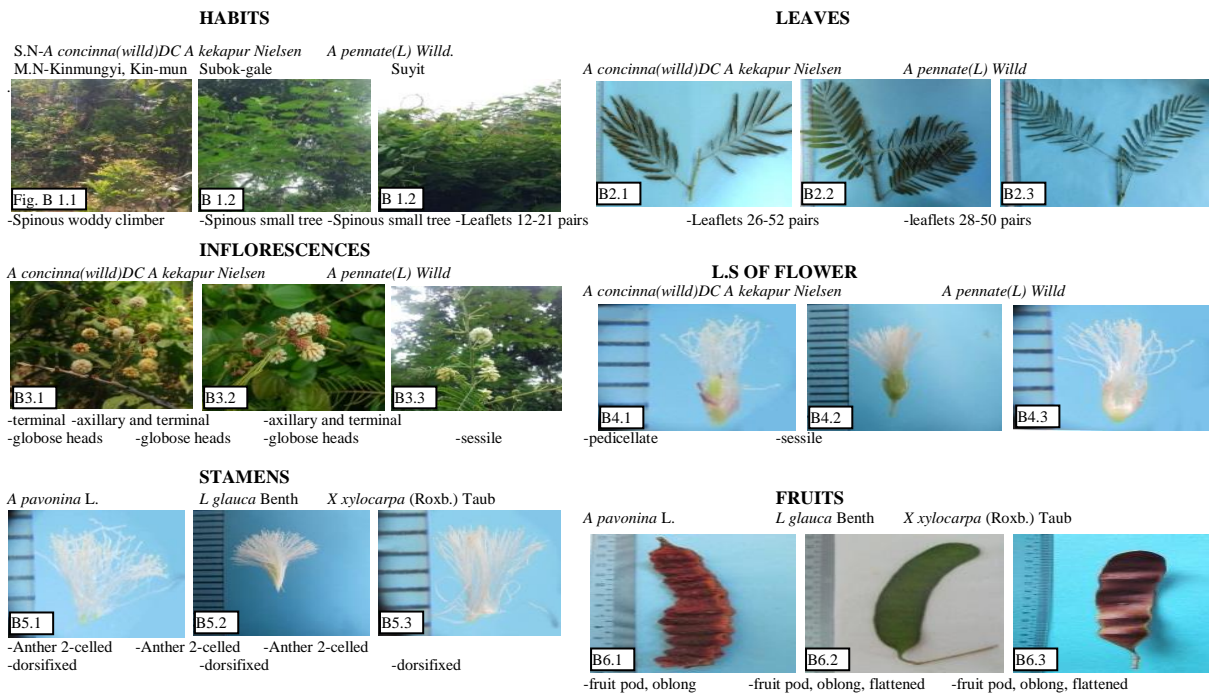 HABITS
S.N-A concinna(willd)DC A kekapur Nielsen A pennate(L) Willd.
M.N-Kinmungyi, Kin-mun Subok-gale Suyit
.
Fig. B 1.1
B 1.2
B 1.2
-Spinous woddy climber -Spinous small tree -Spinous small tree -Leaflets 12-21 pairs
LEAVES
A concinna(willd)DC A kekapur Nielsen A pennate(L) Willd
B2.1
B2.2
B2.3
-Leaflets 26-52 pairs -leaflets 28-50 pairs
INFLORESCENCES
A concinna(willd)DC A kekapur Nielsen A pennate(L) Willd
B3.1
B3.2
B3.3
-terminal -axillary and terminal -axillary and terminal
-globose heads -globose heads -globose heads -sessile
L.S OF FLOWER
A concinna(willd)DC A kekapur Nielsen A pennate(L) Willd
B4.1
B4.2
B4.3
-pedicellate -sessile
STAMENS
A pavonina L. L glauca Benth X xylocarpa (Roxb.) Taub
B5.1
B5.2
B5.3
-Anther 2-celled -Anther 2-celled -Anther 2-celled
-dorsifixed -dorsifixed -dorsifixed
FRUITS
A pavonina L. L glauca Benth X xylocarpa (Roxb.) Taub
B6.1
B6.2
B6.3
-fruit pod, oblong -fruit pod, oblong, flattened -fruit pod, oblong, flattened